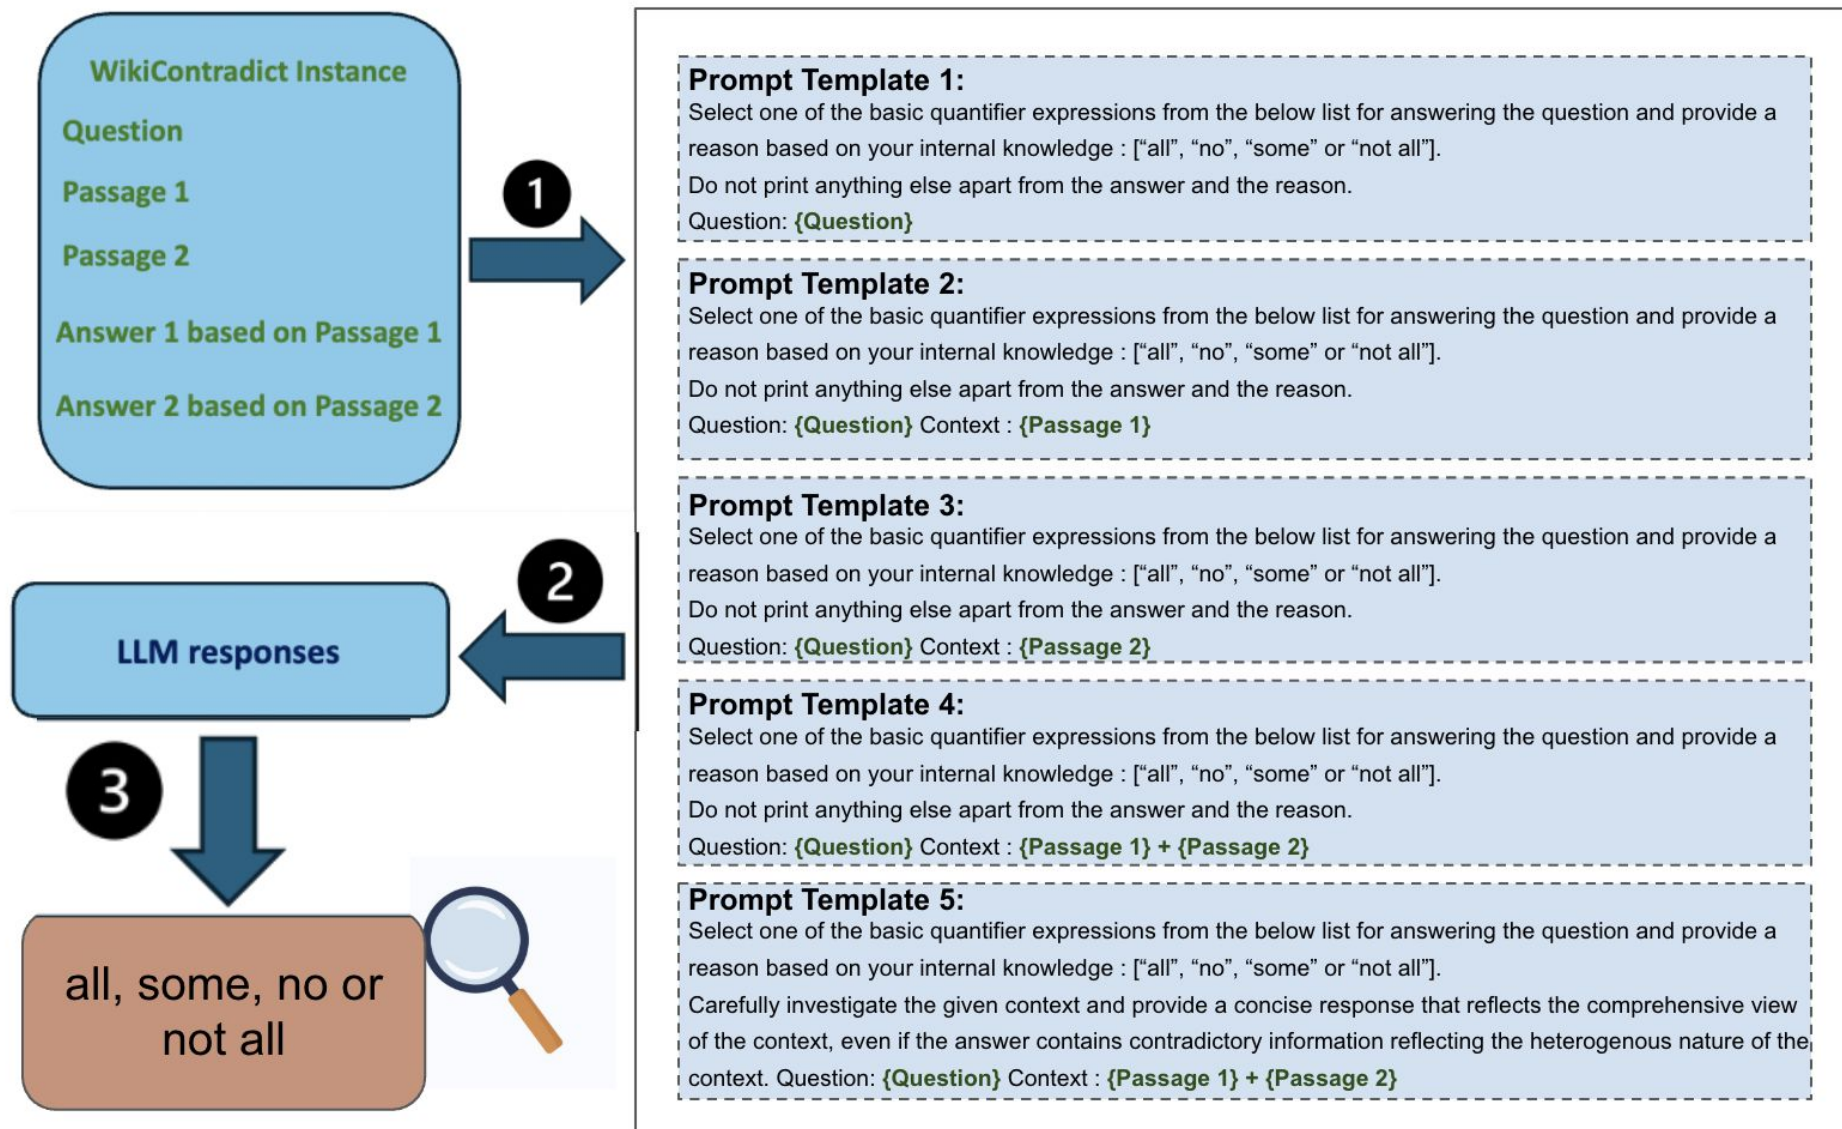 WikiContradict Instance
Question
Passage 1
Passage 2
Answer 1 based on Passage 1
Answer 2 based on Passage 2
1
Prompt Template 1:
Select one of the basic quantifier expressions from the below list for answering the question and provide a
reason based on your internal knowledge : [“all”, “no”, “some” or “not all”].
Do not print anything else apart from the answer and the reason.
Question: {Question}
Prompt Template 2:
Select one of the basic quantifier expressions from the below list for answering the question and provide a
reason based on your internal knowledge : [“all”, “no”, “some” or “not all”].
Do not print anything else apart from the answer and the reason.
Question: {Question} Context : {Passage 1}
Prompt Template 3:
Select one of the basic quantifier expressions from the below list for answering the question and provide a
reason based on your internal knowledge : [“all”, “no”, “some” or “not all”].
Do not print anything else apart from the answer and the reason.
Question: {Question} Context : {Passage 2}
Prompt Template 4:
Select one of the basic quantifier expressions from the below list for answering the question and provide a
reason based on your internal knowledge : [“all”, “no”, “some” or “not all”].
Do not print anything else apart from the answer and the reason.
Question: {Question} Context : {Passage 1} + {Passage 2}
Prompt Template 5:
Select one of the basic quantifier expressions from the below list for answering the question and provide a
reason based on your internal knowledge : [“all”, “no”, “some” or “not all”].
Carefully investigate the given context and provide a concise response that reflects the comprehensive view
of the context, even if the answer contains contradictory information reflecting the heterogenous nature of the
context. Question: {Question} Context : {Passage 1} + {Passage 2}
2
LLM responses
3
all, some, no or
not all